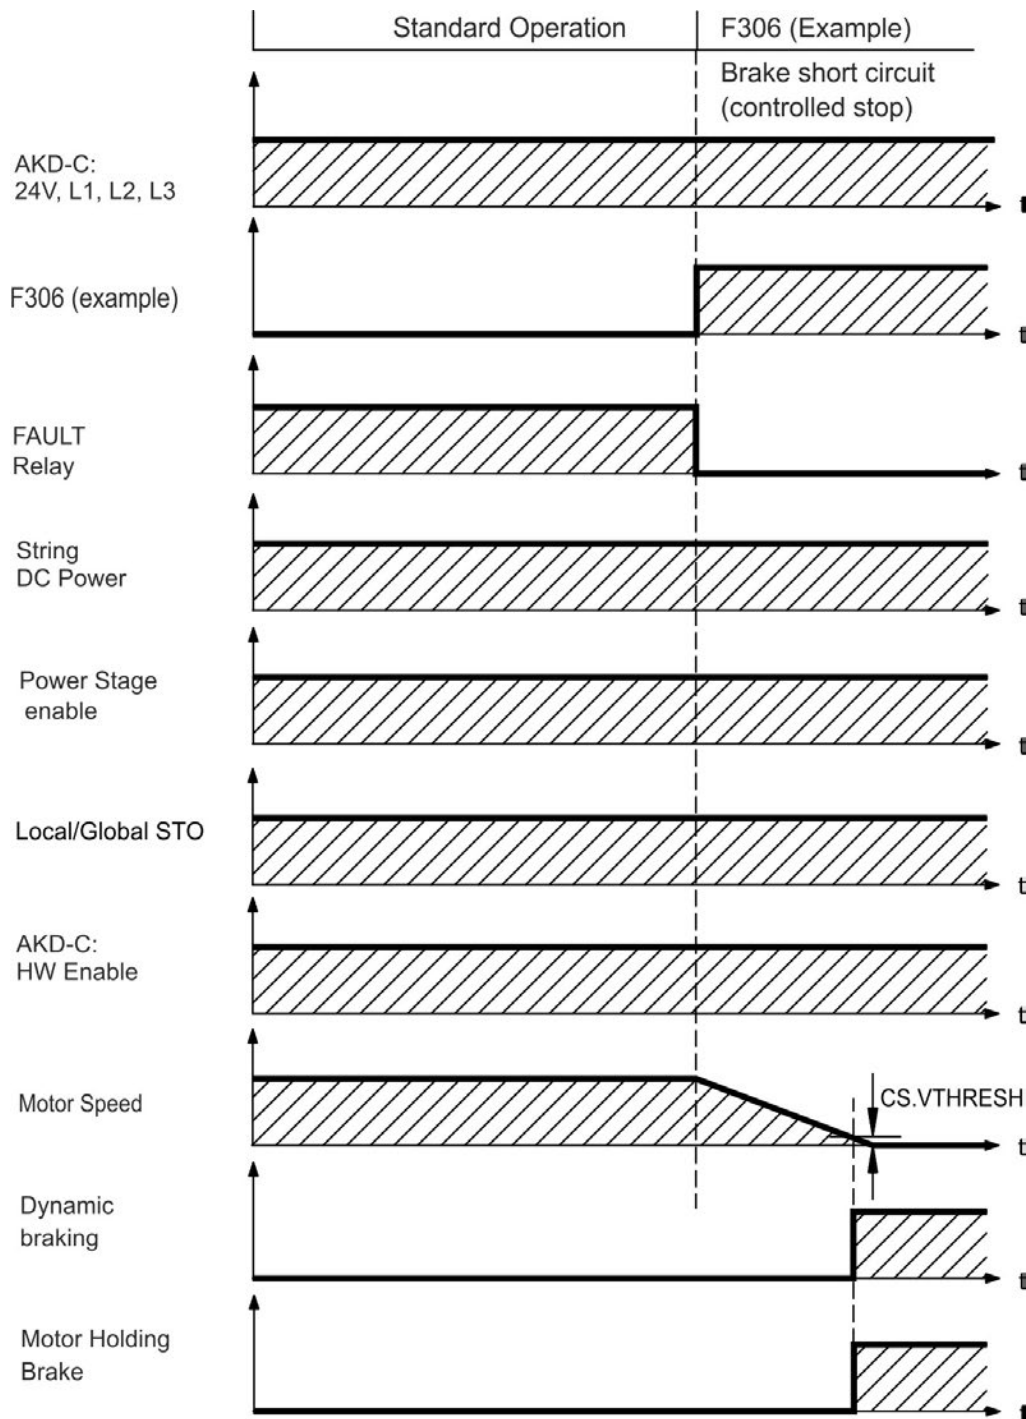 Standard Operation
F306 (Example)
Brake short circuit
(controlled stop)
AKD-C:
24V, L1, L2, L3
t
F306 (example)
t
FAULT
Relay
t
String
DC Power
t
Power Stage
enable
t
Local/Global STO
t
AKD-C:
HW Enable
t
Motor Speed
CS.VTHRESH
t
Dynamic
braking
t
Motor Holding
Brake
t